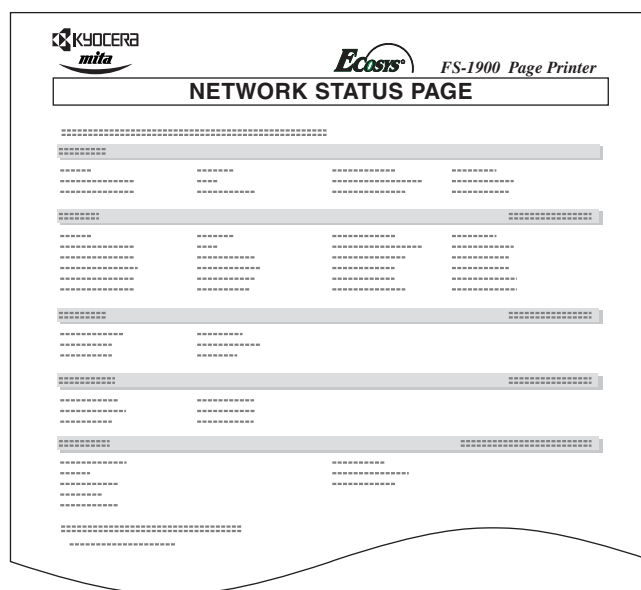 KYOCERA
mita
Ecosys
FS-1900 Page Printer
NETWORK STATUS PAGE